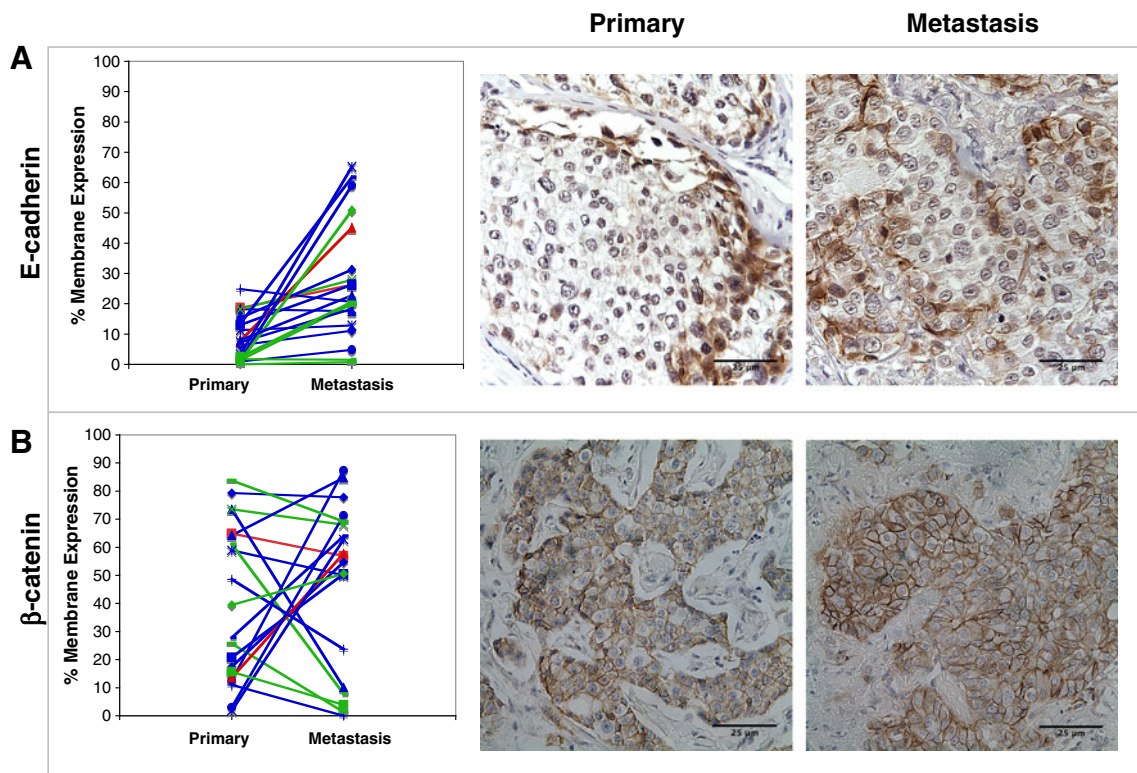 Primary
Metastasis
A
E-cadherin
% Membrane Expression
100
90
80
70
60
50
40
30
20
10
0
Primary
Metastasis
25 µm
25 µm
B
β-catenin
% Membrane Expression
100
90
80
70
60
50
40
30
20
10
0
Primary
Metastasis
25 µm
25 µm